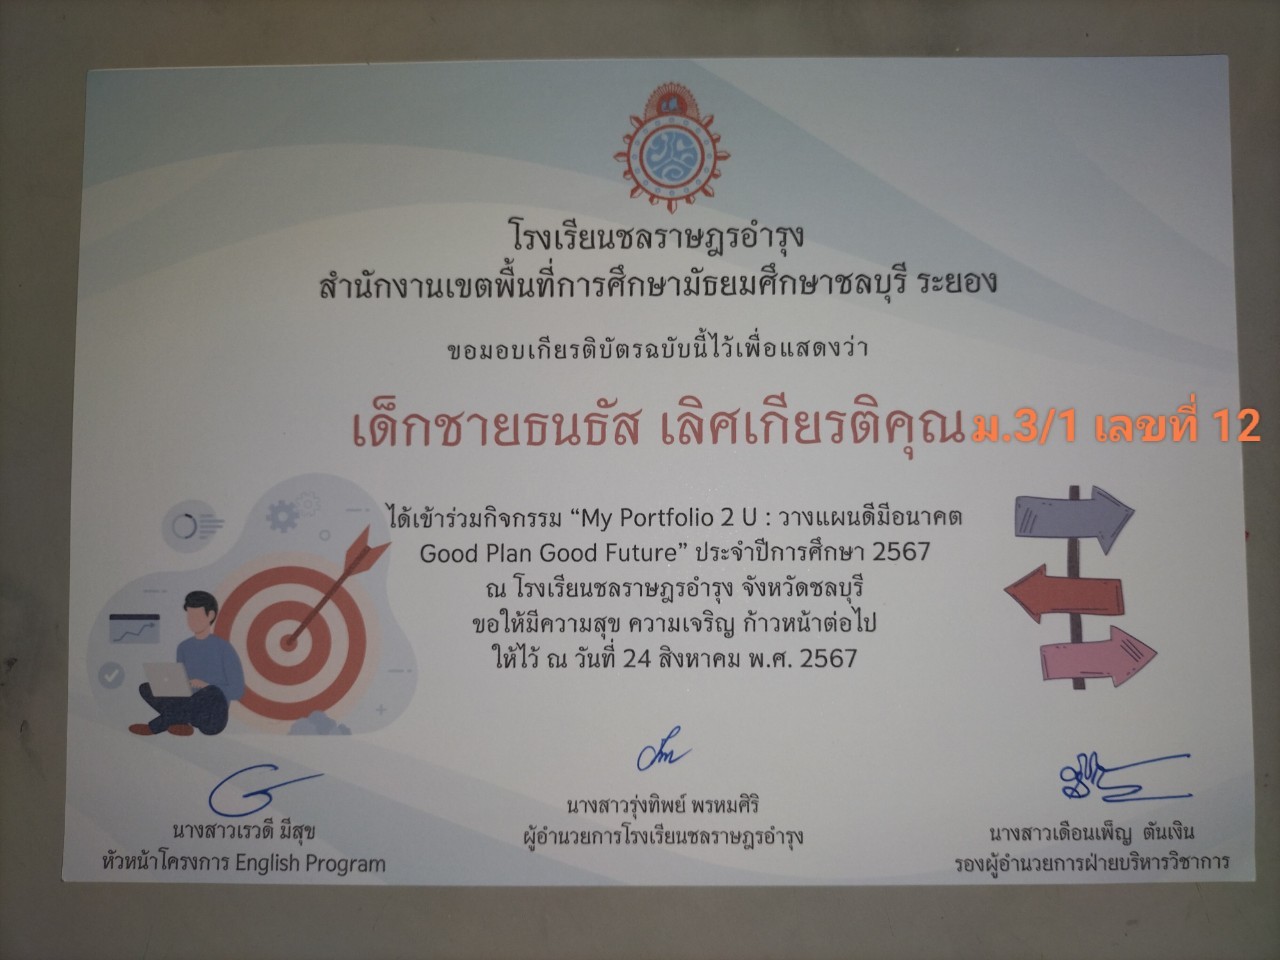 โรงเรียนชลราษฎรอำรุง
สำนักงานเขตพื้นที่การศึกษามัธยมศึกษาชลบุรี ระยอง
ขอมอบเกียรติบัตรฉบับนี้ไว้เพื่อแสดงว่า
เด็กชายธนธัส เลิศเกียรติคุณ ม.3/1 เลขที่ 12
ได้เข้าร่วมกิจกรรม “My Portfolio 2 U : วางแผนดีมีอนาคต
Good Plan Good Future” ประจำปีการศึกษา 2567
ณ โรงเรียนชลราษฎรอำรุง จังหวัดชลบุรี
ขอให้มีความสุข ความเจริญ ก้าวหน้าต่อไป
ให้ไว้ ณ วันที่ 24 สิงหาคม พ.ศ. 2567
นางสาวเรวดี มีสุข
หัวหน้าโครงการ English Program
นางสาวรุ่งทิพย์ พรหมศิริ
ผู้อำนวยการโรงเรียนชลราษฎรอำรุง
นางสาวเดือนเพ็ญ ตันเงิน
รองผู้อำนวยการฝ่ายบริหารวิชาการ